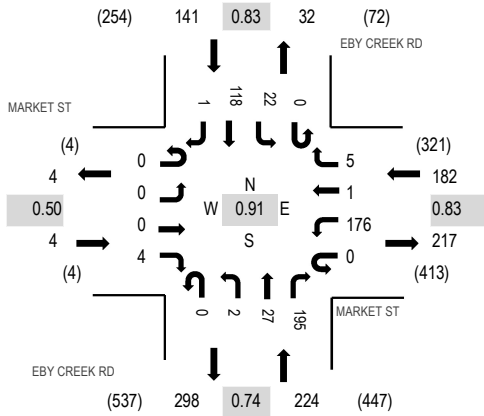 (254) 141 0.83 32 (72)
EBY CREEK RD
1 118 22 0
MARKET ST
(4) 0 5 (321)
4 0 N 1 182
0.50 0 W 0.91 E 176 0.83
4 4 S 0 217
(4) (413)
0 2 27 195
MARKET ST
EBY CREEK RD
(537) 298 0.74 224 (447)